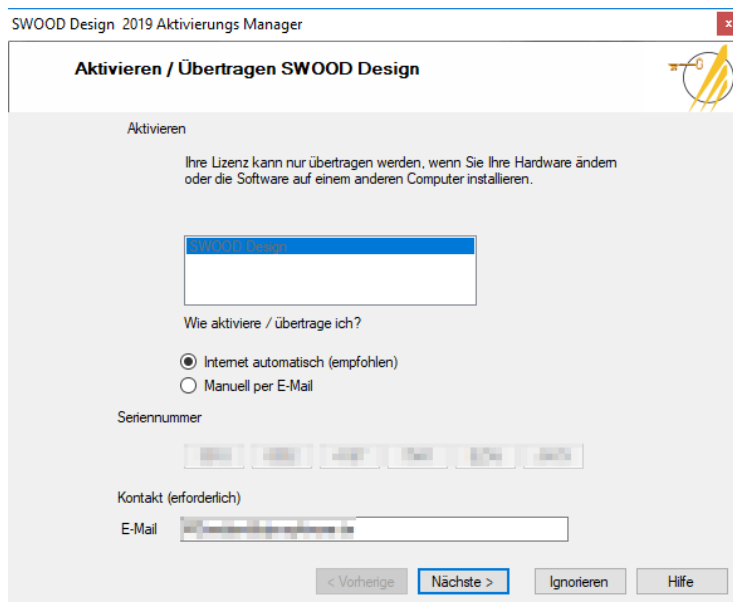 SWOOD Design 2019 Aktivierungs Manager
x
Aktivieren / Übertragen SWOOD Design
Aktivieren
Ihre Lizenz kann nur übertragen werden, wenn Sie Ihre Hardware ändern
oder die Software auf einem anderen Computer installieren.
SWOOD Design
Wie aktiviere / übertrage ich?
Internet automatisch (empfohlen)
Manuell per E-Mail
Seriennummer
Kontakt (erforderlich)
E-Mail
< Vorherige Nächste > Ignorieren Hilfe